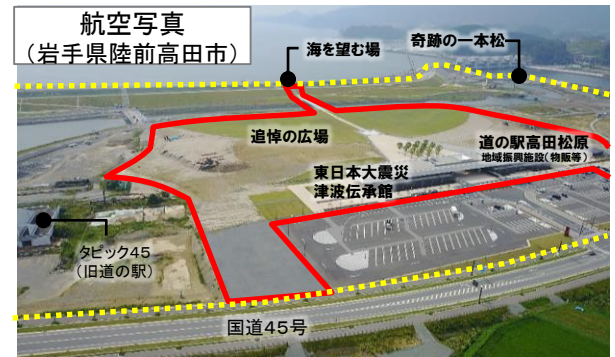 航空写真
（岩手県陸前高田市）
海を望む場
奇跡の一本松
追悼の広場
道の駅高田松原
地域振興施設（物販等）
東日本大震災
津波伝承館
タピック45
（旧道の駅）
国道45号